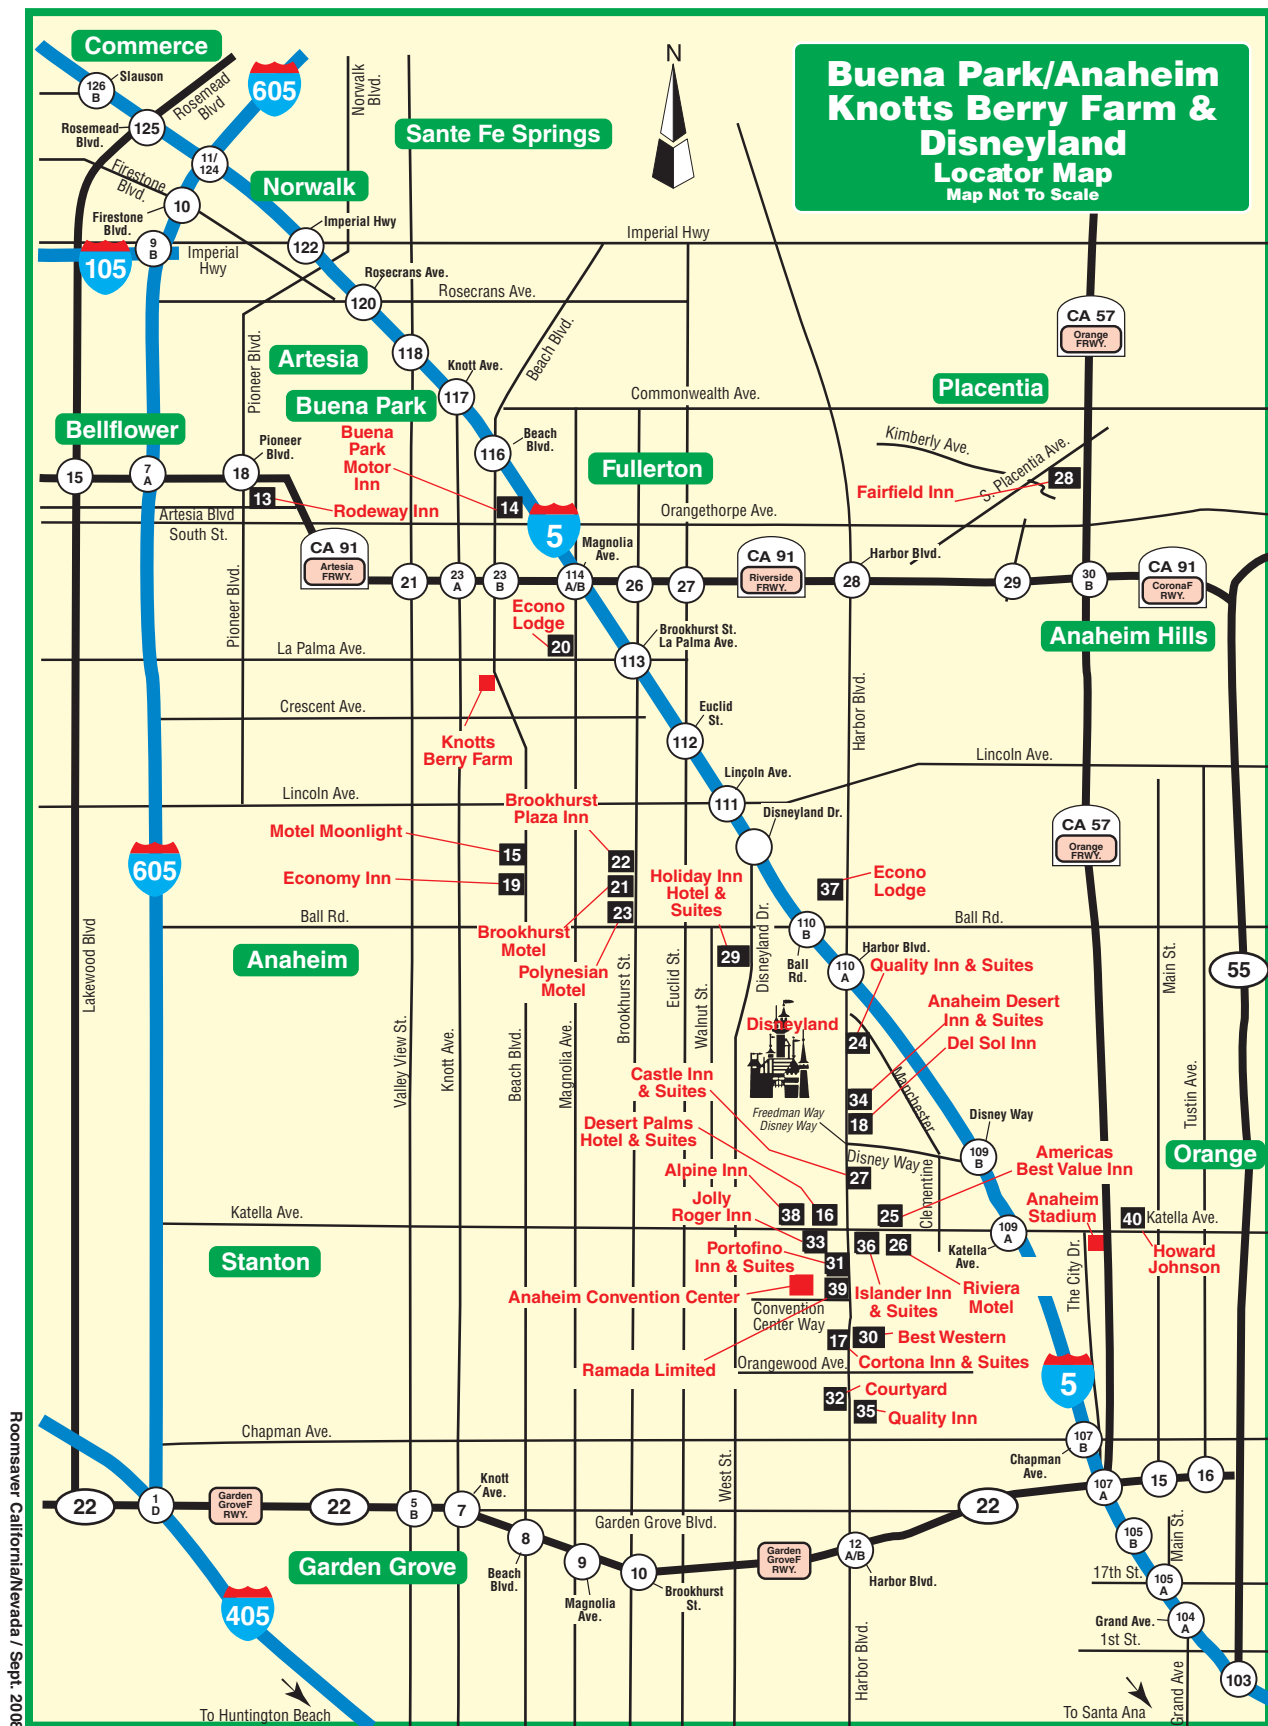 Commerce
126
B
Slauson
Rosemead
Blvd
605
Norwalk
Blvd.
N
Buena Park/Anaheim
Knotts Berry Farm &
Disneyland
Locator Map
Map Not To Scale
Rosemead
Blvd.
125
Sante Fe Springs
11/
124
Firestone
Blvd.
Norwalk
10
Firestone
Blvd.
9
B
Imperial
Hwy
105
122
Imperial Hwy
Imperial Hwy
Rosecrans Ave.
120
Rosecrans Ave.
CA 57
Orange
FRWY.
Pioneer Blvd.
Artesia
118
Knott Ave.
117
Beach Blvd.
Buena Park
Commonwealth Ave.
Placentia
Bellflower
Buena
Park
Motor
Inn
Pioneer
Blvd.
Beach
Blvd.
116
Fullerton
Kimberly Ave.
S. Placentia Ave.
15
7
A
18
13
Rodeway Inn
14
Fairfield Inn
28
Artesia Blvd
South St.
5
Orangethorpe Ave.
CA 91
Artesia
FRWY.
Magnolia
Ave.
CA 91
Riverside
FRWY.
Harbor Blvd.
CA 91
CoronaF
RWY.
21
23
A
23
B
114
A/B
26
27
28
29
30
B
Pioneer Blvd.
Econo
Lodge
20
Brookhurst St.
La Palma Ave.
113
Anaheim Hills
La Palma Ave.
Crescent Ave.
Knotts
Berry Farm
Euclid
St.
112
Harbor Blvd.
Lincoln Ave.
Lincoln Ave.
Lincoln Ave.
111
Disneyland Dr.
Brookhurst
Plaza Inn
CA 57
Orange
FRWY.
Motel Moonlight
15
22
605
Economy Inn
19
21
Holiday Inn
Hotel &
Suites
37
Econo
Lodge
23
Ball Rd.
Ball Rd.
Lakewood Blvd
Anaheim
Brookhurst
Motel
Polynesian
Motel
29
Disneyland Dr.
110
B
Ball
Rd.
Harbor Blvd.
110
A
Quality Inn & Suites
Main St.
55
Valley View St.
Knott Ave.
Beach Blvd.
Magnolia Ave.
Brookhurst St.
Euclid St.
Walnut St.
Disneyland
24
Anaheim Desert
Inn & Suites
Del Sol Inn
Castle Inn
& Suites
Manchester
34
18
Tustin Ave.
Freedman Way
Disney Way
Disney Way
109
B
Desert Palms
Hotel & Suites
Disney Way
Clementine
Americas
Best Value Inn
Orange
Alpine Inn
27
Jolly
Roger Inn
38
16
25
Anaheim
Stadium
40
Katella Ave.
Katella Ave.
33
36
26
Katella
Ave.
109
A
Howard
Johnson
Stanton
Portofino
Inn & Suites
31
The City Dr.
Anaheim Convention Center
39
Islander Inn
& Suites
Riviera
Motel
Convention
Center Way
17
30
Best Western
Ramada Limited
Orangewood Ave.
Cortona Inn & Suites
5
32
Courtyard
35
Quality Inn
Chapman Ave.
107
B
Chapman
Ave.
West St.
22
1
D
Garden
GroveF
RWY.
22
5
B
7
Knott
Ave.
22
107
A
15
16
8
Beach
Blvd.
Garden Grove Blvd.
9
Magnolia
Ave.
10
Brookhurst
St.
Garden
GroveF
RWY.
12
A/B
Harbor Blvd.
105
B
Main St.
17th St.
105
A
Garden Grove
405
Grand Ave.
104
A
1st St.
103
Harbor Blvd.
Grand Ave
To Huntington Beach
To Santa Ana
Roomsaver California/Nevada / Sept. 2008